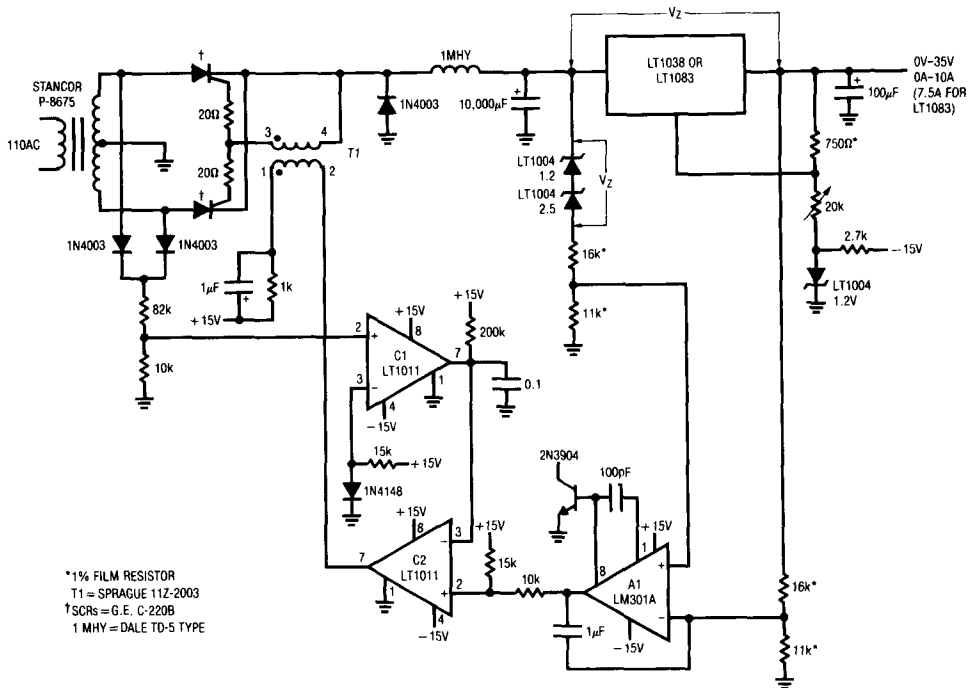 STANCOR
P-8675
110AC
†
20Ω
20Ω
†
3
4
T1
1
2
1N4003
1N4003
82k
10k
1µF
+
+15V
1k
1MHY
1N4003
10,000µF
+
VZ
LT1038 OR
LT1083
100µF
+
0V–35V
0A–10A
(7.5A FOR
LT1083)
750Ω*
20k
2.7k
−15V
LT1004
1.2V
LT1004
1.2
LT1004
2.5
VZ
16k*
11k*
2
+
3
−
C1
LT1011
+15V
8
7
1
4
−15V
+15V
200k
0.1
15k
+15V
1N4148
+15V
8
7
C2
LT1011
−
3
+
2
1
4
−15V
+15V
15k
10k
2N3904
100pF
1
+15V
8
A1
LM301A
+
−
−15V
1µF
16k*
11k*
*1% FILM RESISTOR
T1 = SPRAGUE 11Z-2003
†SCRs = G.E. C-220B
1 MHY = DALE TD-5 TYPE